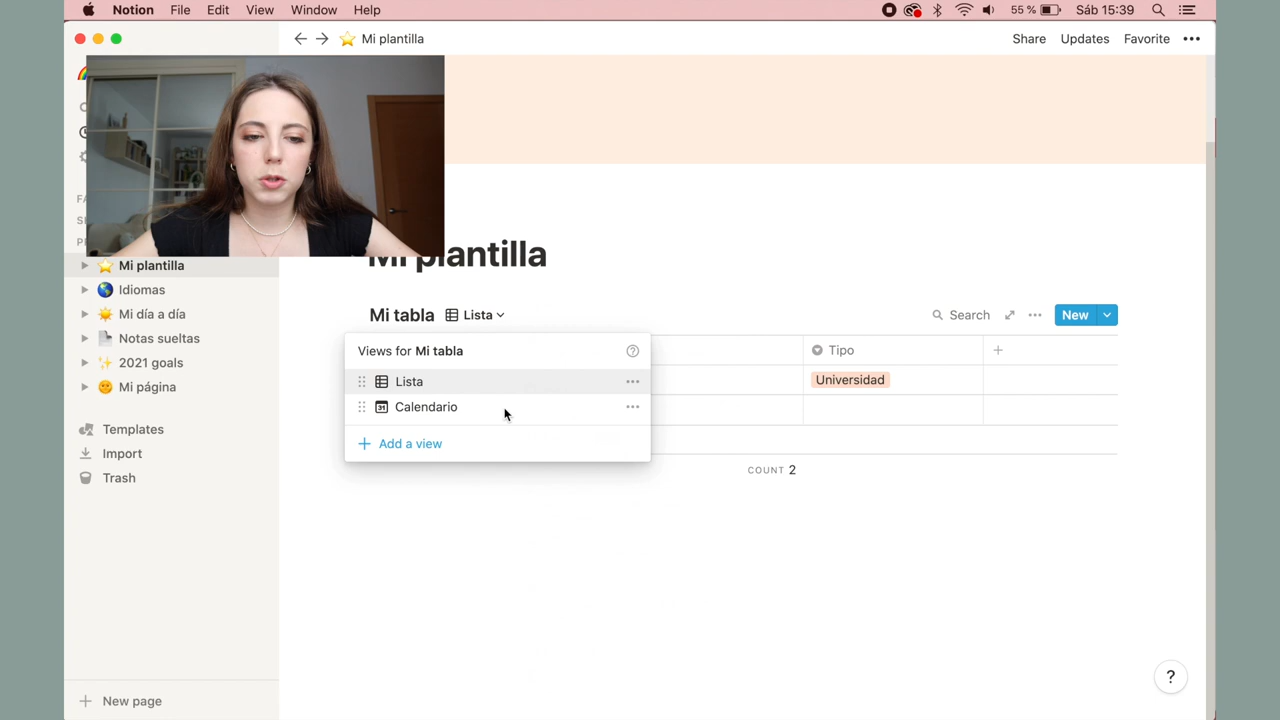 Notion File Edit View Window Help 55 % Sáb 15:39
Mi plantilla Share Updates Favorite
Mi plantilla
Idiomas
Mi día a día
Notas sueltas
2021 goals
Mi página
Templates
Import
Trash
New page
Mi plantilla
Mi tabla Lista Search New
Views for Mi tabla
Lista
31 Calendario
Add a view
Tipo
Universidad
COUNT 2
?